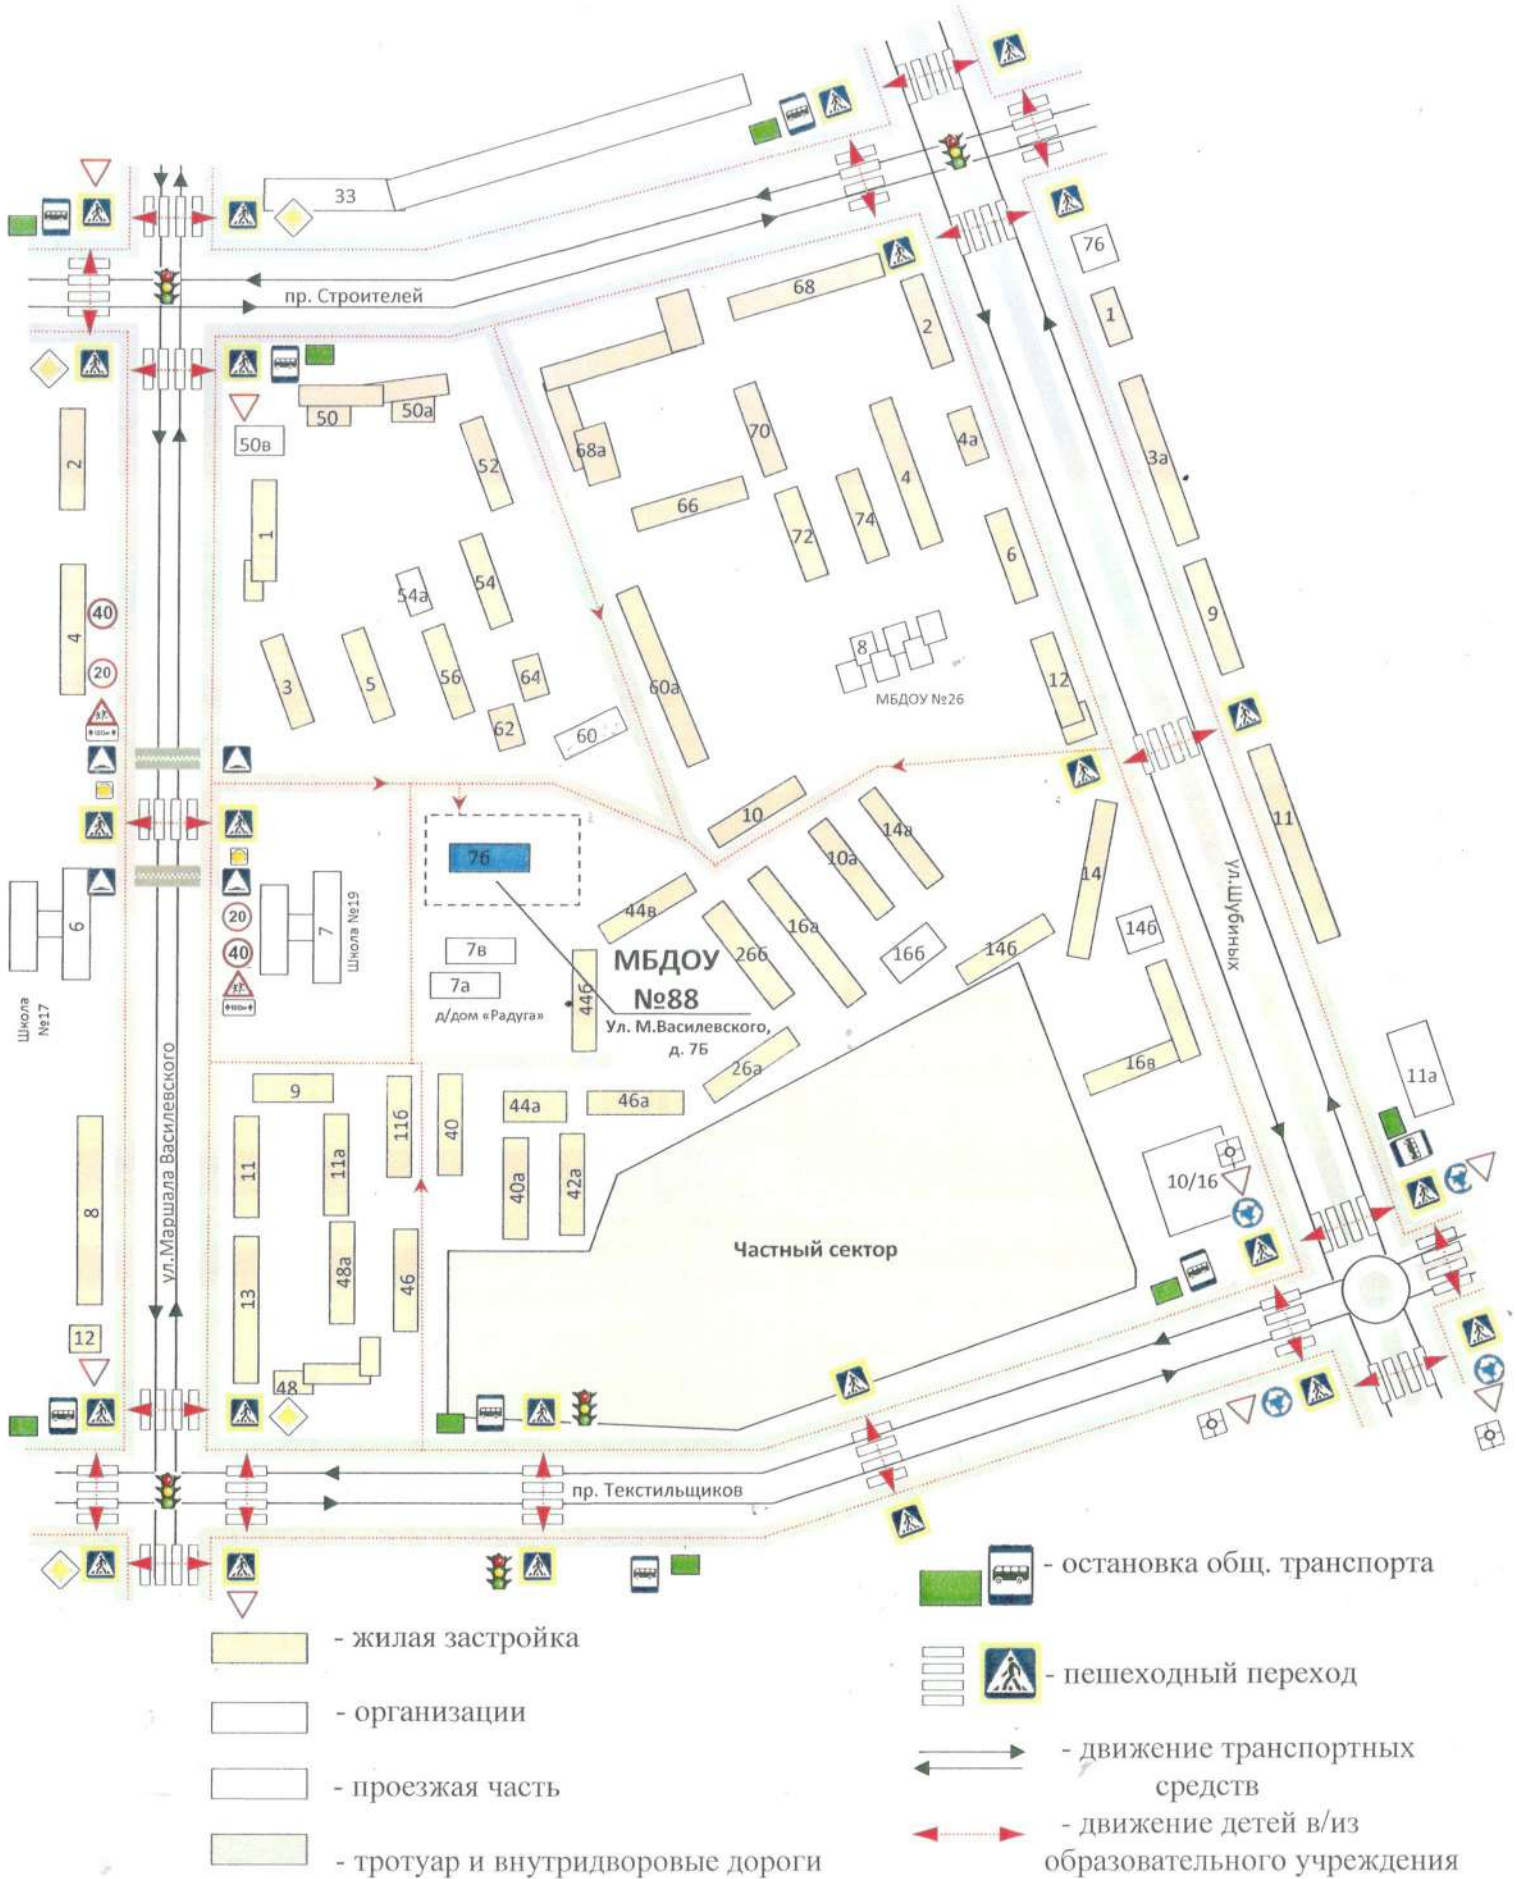 33
76
пр. Строителей
68
2
1
50
50а
50в
52
68а
70
4
4а
3а
2
66
1
72
74
6
54
54а
40
4
9
3
5
56
64
8
60а
12
20
МБДОУ №26
62
60
10
14а
11
7б
10а
14
44в
16а
20
6
7
Школа №19
7в
26б
16б
14б
14б
ул.Шубиных
МБДОУ
№88
40
7а
44б
д/дом «Радуга»
Ул. М.Василевского,
д. 7Б
Школа
№17
ул.Маршала Василевского
26а
16в
11а
9
11б
40
44а
46а
8
11
11а
40а
42а
10/16
Частный сектор
13
48а
46
12
48
пр. Текстильщиков
- остановка общ. транспорта
- жилая застройка
- пешеходный переход
- организации
- движение транспортных
средств
- проезжая часть
- движение детей в/из
образовательного учреждения
- тротуар и внутридворовые дороги